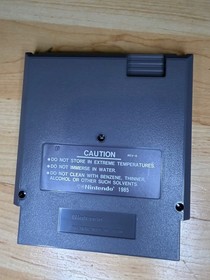 CAUTION
•DO NOT STORE IN EXTREME TEMPERATURES.
•DO NOT IMMERSE IN WATER.
•DO NOT CLEAN WITH BENZENE, THINNER,
ALCOHOL OR OTHER SUCH SOLVENTS.
©Nintendo 1985